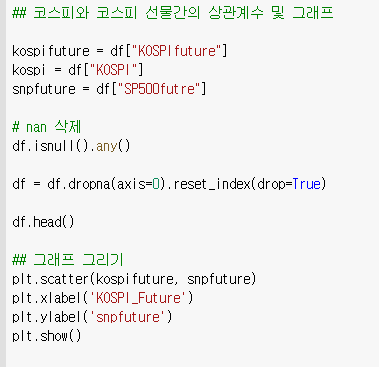 ## 코스피와 코스피 선물간의 상관계수 및 그래프
kospifuture = df["KOSPIfuture"]
kospi = df["KOSPI"]
snpfuture = df["SP500futre"]
# nan 삭제
df.isnull().any()
df = df.dropna(axis=0).reset_index(drop=True)
df.head()
## 그래프 그리기
plt.scatter(kospifuture, snpfuture)
plt.xlabel('KOSPI_Future')
plt.ylabel('snpfuture')
plt.show()